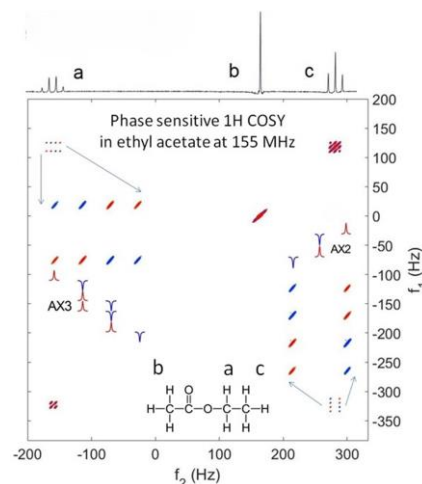 a b c
Phase sensitive 1H COSY
in ethyl acetate at 155 MHz
200
150
100
50
0
-50
-100
-150
-200
-250
-300
-350
f₁ (Hz)
AX2
AX3
b a c
H O H H
H-C-C-O-C-C-H
H H H
-200 -100 0 100 200 300
f₂ (Hz)